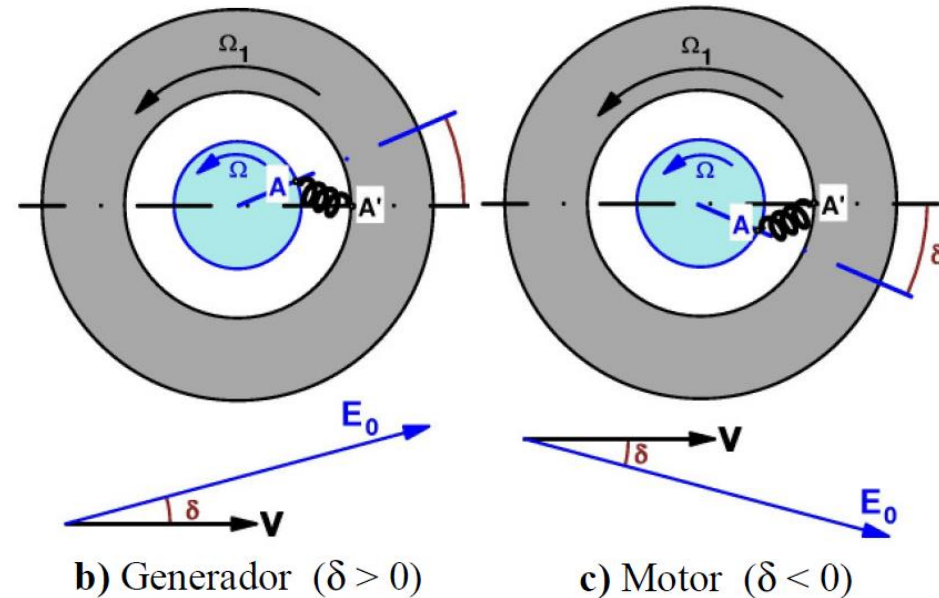 Ω₁
Ω
A
A'
δ
E₀
δ
V
b) Generador (δ > 0)
Ω₁
Ω
A
A'
δ
V
δ
E₀
c) Motor (δ < 0)